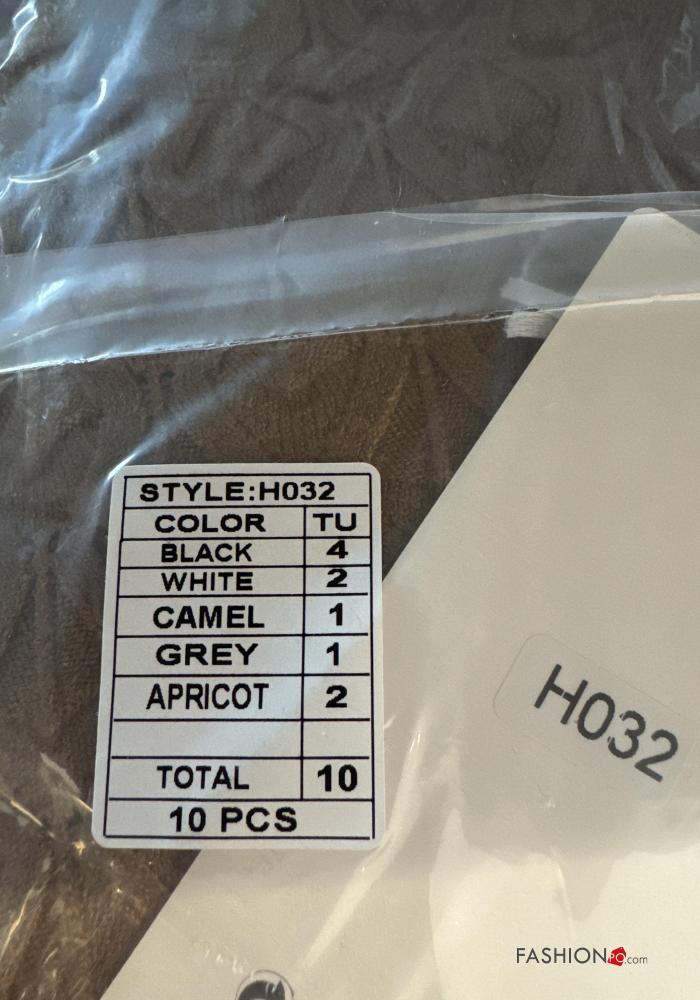 STYLE:H032
COLOR TU
BLACK 4
WHITE 2
CAMEL 1
GREY 1
APRICOT 2
TOTAL 10
10 PCS
H032
FASHIONPO.com